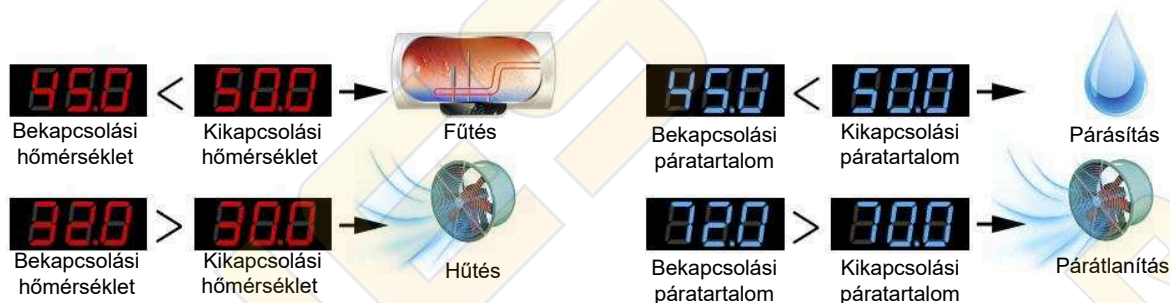 45.0 < 50.0
Bekapcsolási
hőmérséklet
Kikapcsolási
hőmérséklet
Fűtés
45.0 < 50.0
Bekapcsolási
páratartalom
Kikapcsolási
páratartalom
Párásítás
32.0 > 30.0
Bekapcsolási
hőmérséklet
Kikapcsolási
hőmérséklet
Hűtés
72.0 > 70.0
Bekapcsolási
páratartalom
Kikapcsolási
páratartalom
Párátlanítás